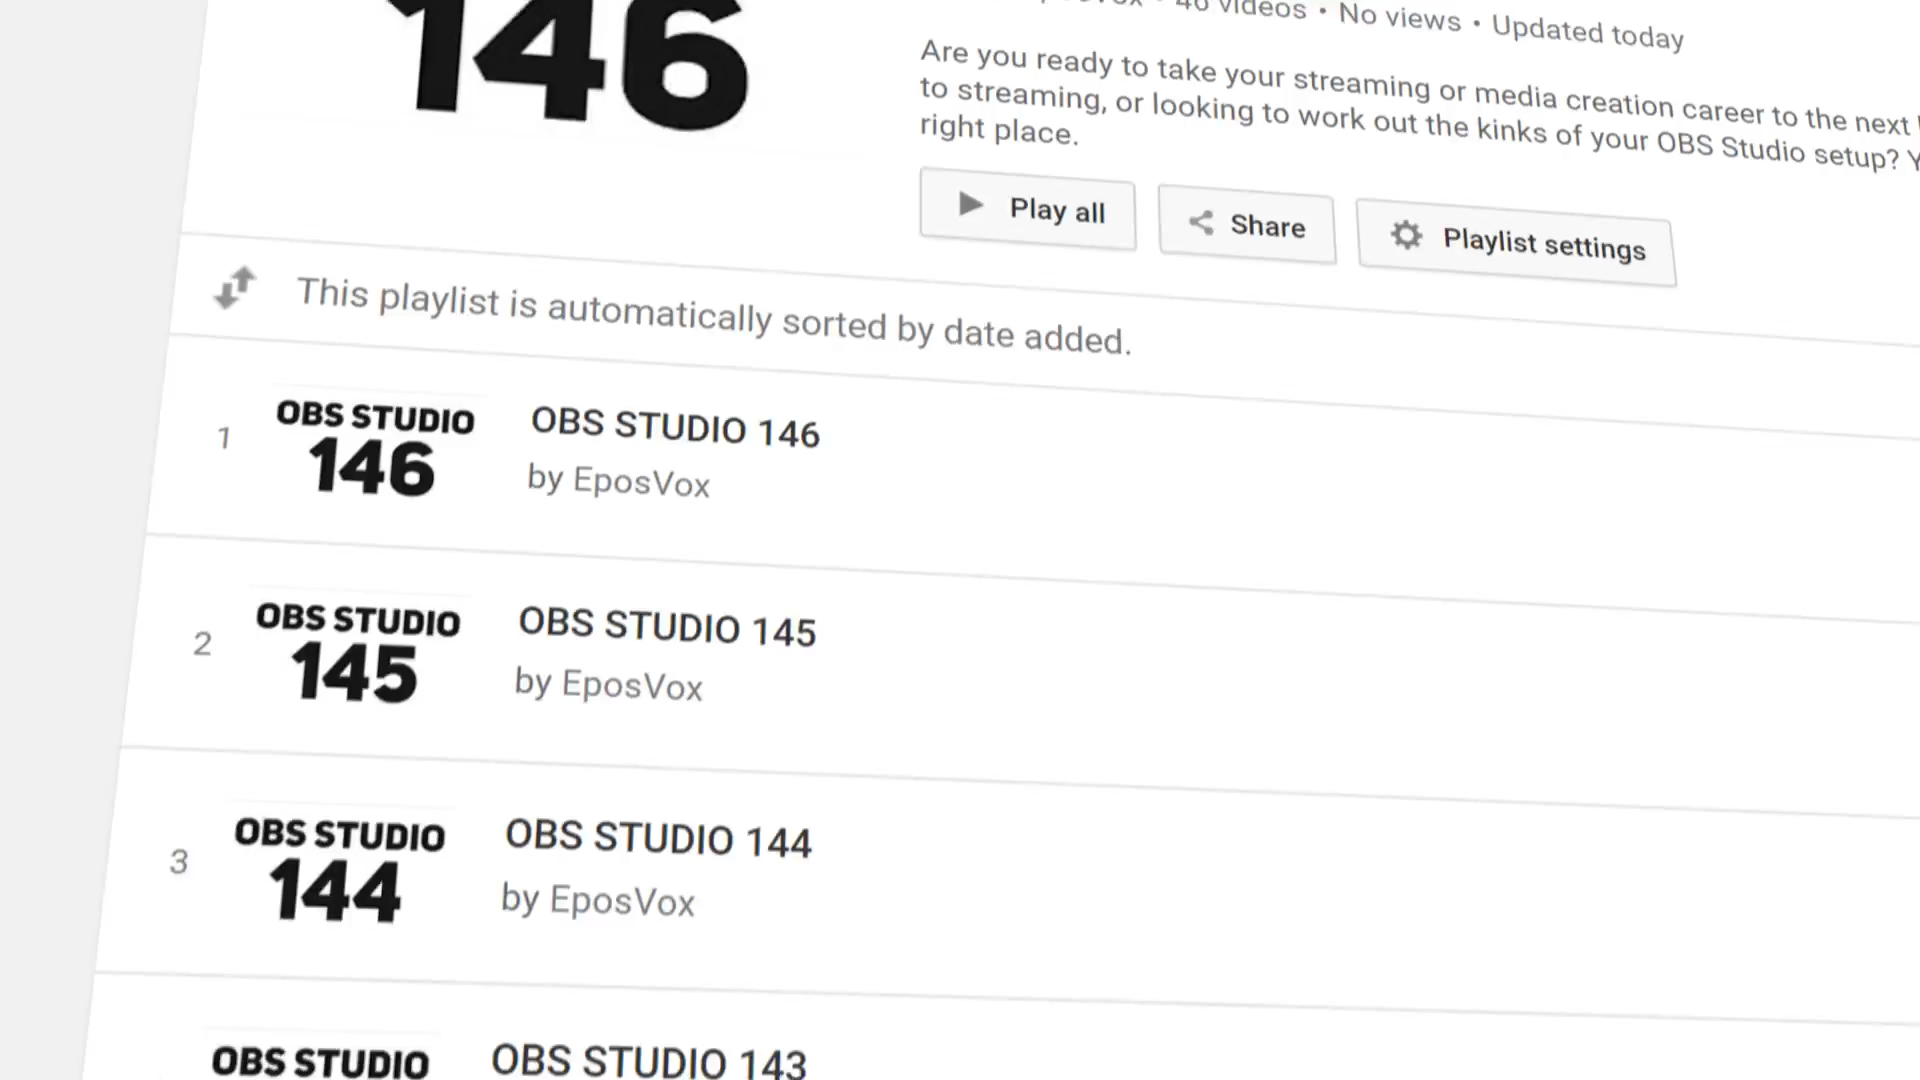 146
videos • No views • Updated today
Are you ready to take your streaming or media creation career to the next
to streaming, or looking to work out the kinks of your OBS Studio setup?
right place.
Play all
Share
Playlist settings
This playlist is automatically sorted by date added.
1
OBS STUDIO
146
OBS STUDIO 146
by EposVox
2
OBS STUDIO
145
OBS STUDIO 145
by EposVox
3
OBS STUDIO
144
OBS STUDIO 144
by EposVox
OBS STUDIO
OBS STUDIO 143